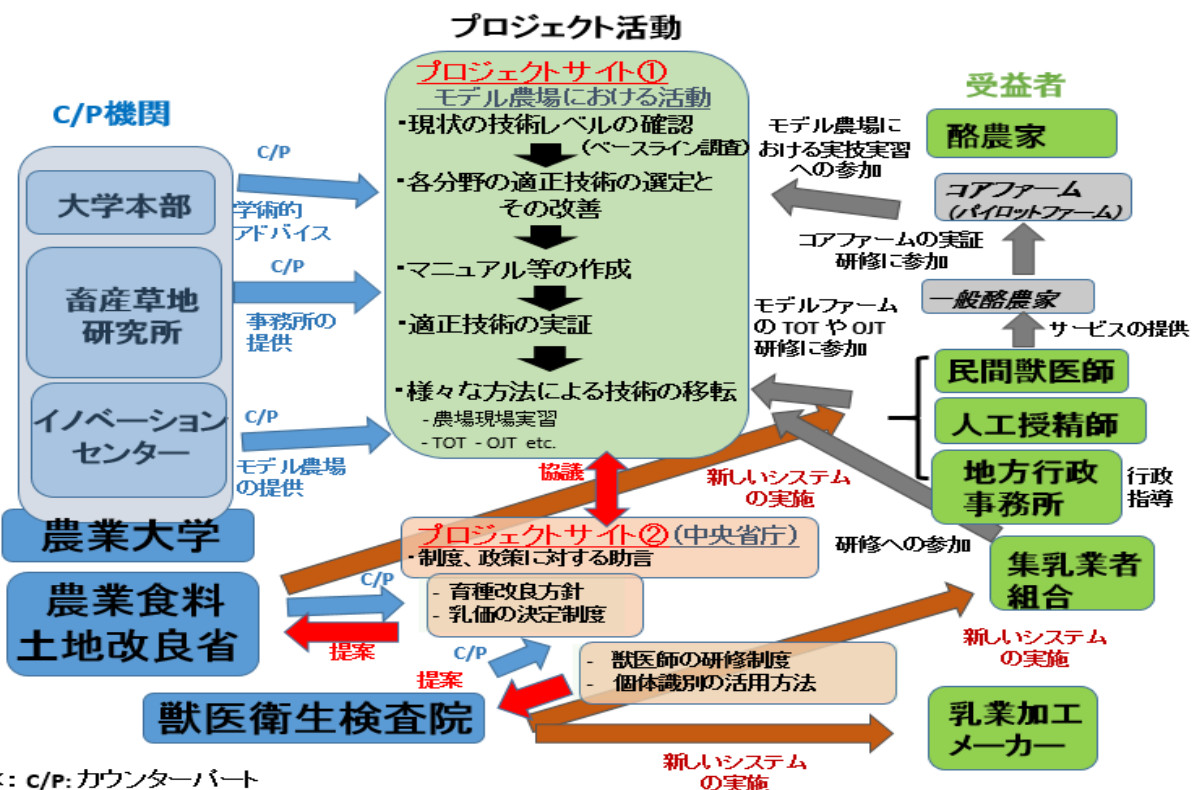 プロジェクト活動
C/P機関
大学本部
畜産草地
研究所
イノベーション
センター
農業大学
農業食料
土地改良省
獣医衛生検査院
C/P
学術的
アドバイス
C/P
事務所の
提供
C/P
モデル農場
の提供
プロジェクトサイト①
モデル農場における活動
・現状の技術レベルの確認
(ベースライン調査)
・各分野の適正技術の選定と
その改善
・マニュアル等の作成
・適正技術の実証
・様々な方法による技術の移転
- 農場現場実習
- TOT - OJT etc.
協議
プロジェクトサイト②(中央省庁)
・制度、政策に対する助言
C/P
- 育種改良方針
- 乳価の決定制度
提案
C/P
- 獣医師の研修制度
- 個体識別の活用方法
提案
新しいシステム
の実施
新しいシステム
の実施
新しいシステム
の実施
受益者
酪農家
モデル農場に
おける実技実習
への参加
コアファーム
(パイロットファーム)
コアファームの実証
研修に参加
一般酪農家
サービスの提供
モデルファーム
の TOT や OJT
研修に参加
民間獣医師
人工授精師
地方行政
事務所
行政
指導
研修への参加
集乳業者
組合
乳業加工
メーカー
: C/P: カウンターパート